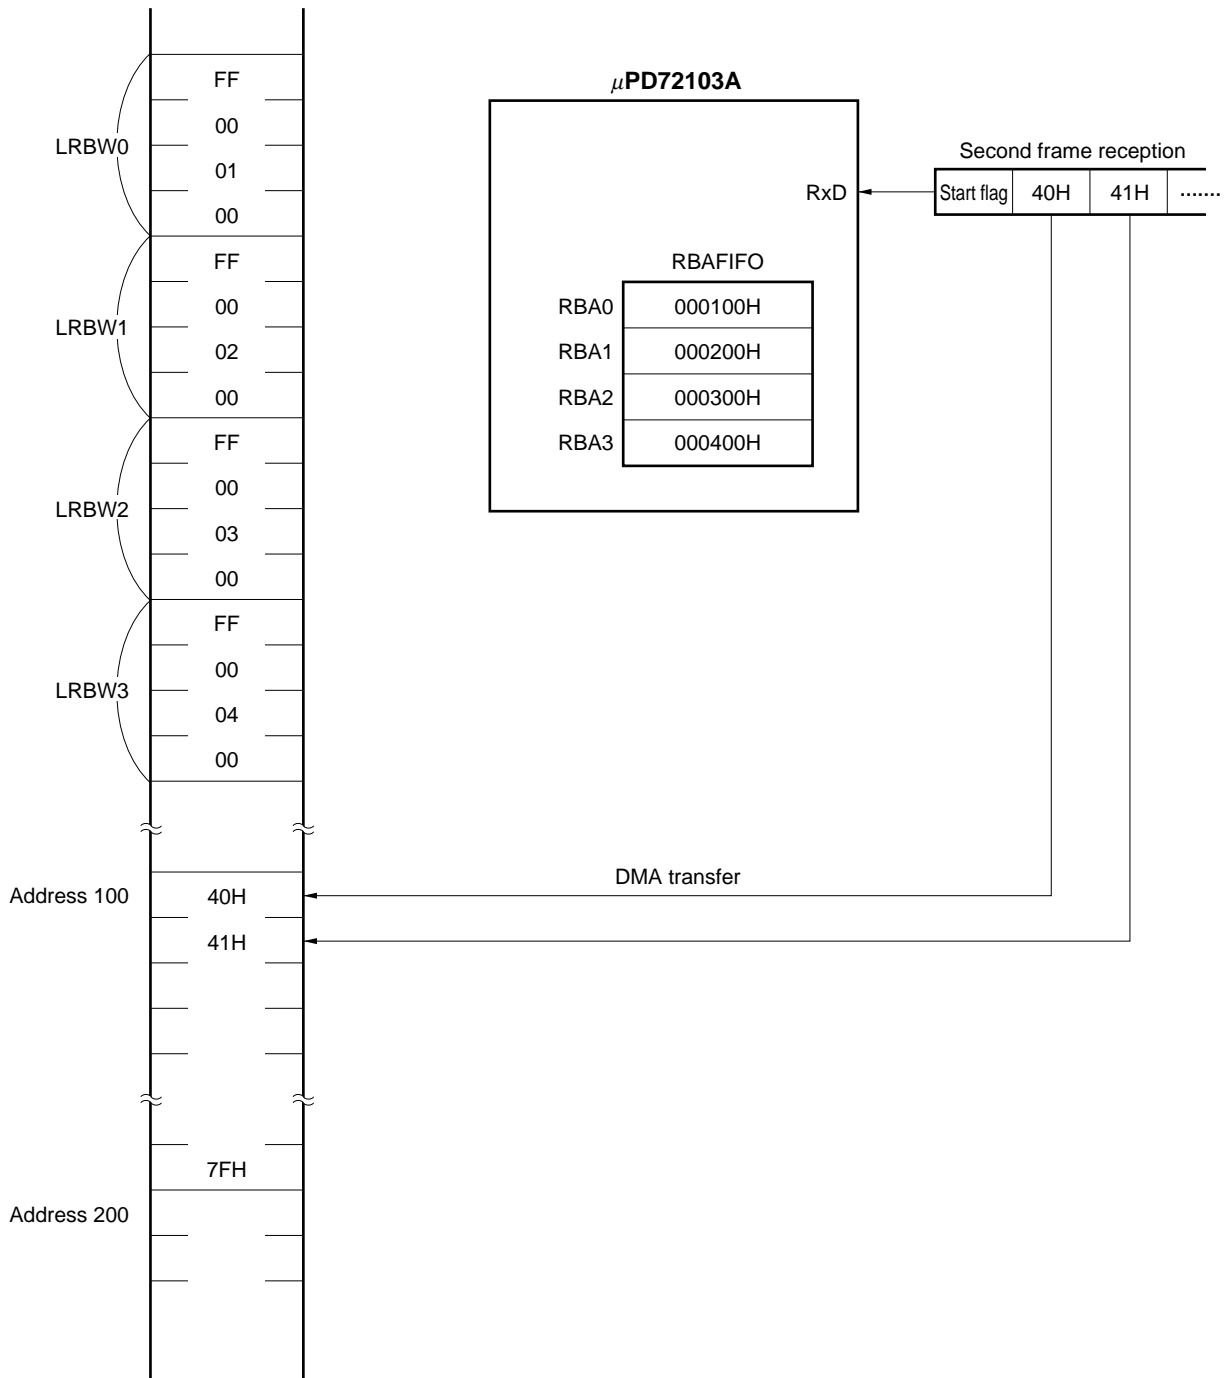 LRBW0
FF
00
01
00
LRBW1
FF
00
02
00
LRBW2
FF
00
03
00
LRBW3
FF
00
04
00
Address 100
40H
41H
7FH
Address 200
μPD72103A
RxD
RBAFIFO
RBA0 000100H
RBA1 000200H
RBA2 000300H
RBA3 000400H
Second frame reception
Start flag 40H 41H .......
DMA transfer